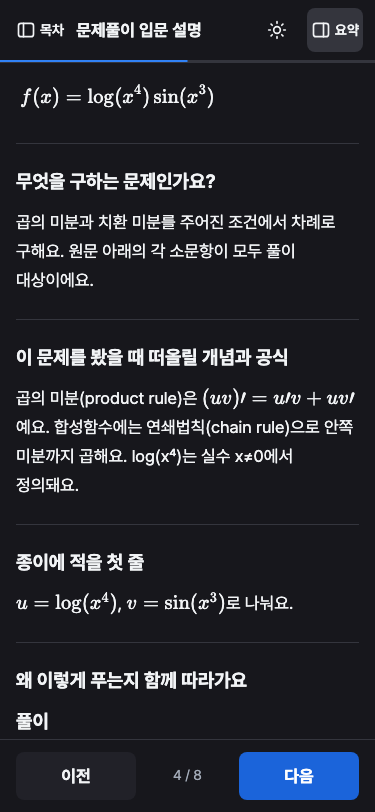 목차 문제풀이 입문 설명 요약
f(x) = log(x⁴) sin(x³)
무엇을 구하는 문제인가요?
곱의 미분과 치환 미분를 주어진 조건에서 차례로
구해요. 원문 아래의 각 소문항이 모두 풀이
대상이에요.
이 문제를 봤을 때 떠올릴 개념과 공식
곱의 미분(product rule)은 (uv)′ = u′v + uv′
예요. 합성함수에는 연쇄법칙(chain rule)으로 안쪽
미분까지 곱해요. log(x⁴)는 실수 x≠0에서
정의돼요.
종이에 적을 첫 줄
u = log(x⁴), v = sin(x³)로 나눠요.
왜 이렇게 푸는지 함께 따라가요
풀이
이전 4 / 8 다음